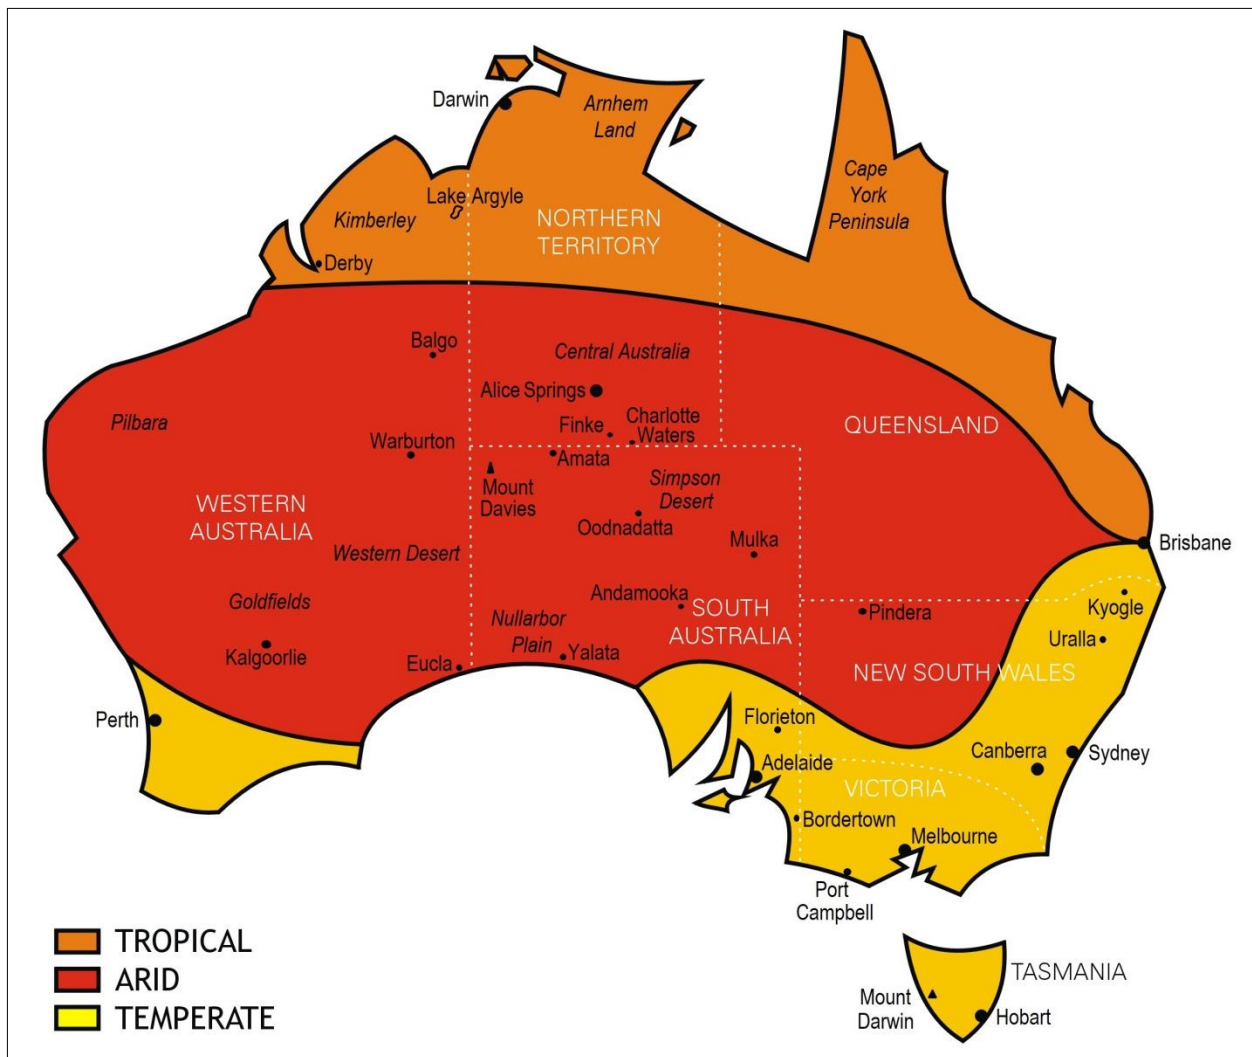 Darwin
Arnhem
Land
Cape
York
Peninsula
Lake Argyle
Kimberley
NORTHERN
TERRITORY
Derby
Balgo
Central Australia
Alice Springs
Pilbara
Finke
Charlotte
Waters
QUEENSLAND
Warburton
Amata
Mount
Davies
Simpson
Desert
WESTERN
AUSTRALIA
Oodnadatta
Western Desert
Mulka
Brisbane
Goldfields
Andamooka
SOUTH
AUSTRALIA
Pindera
Kyogle
Nullarbor
Plain
Uralla
Kalgoorlie
Eucla
Yalata
NEW SOUTH WALES
Perth
Florieton
Canberra
Sydney
Adelaide
VICTORIA
Bordertown
Melbourne
Port
Campbell
TROPICAL
ARID
TEMPERATE
TASMANIA
Mount
Darwin
Hobart